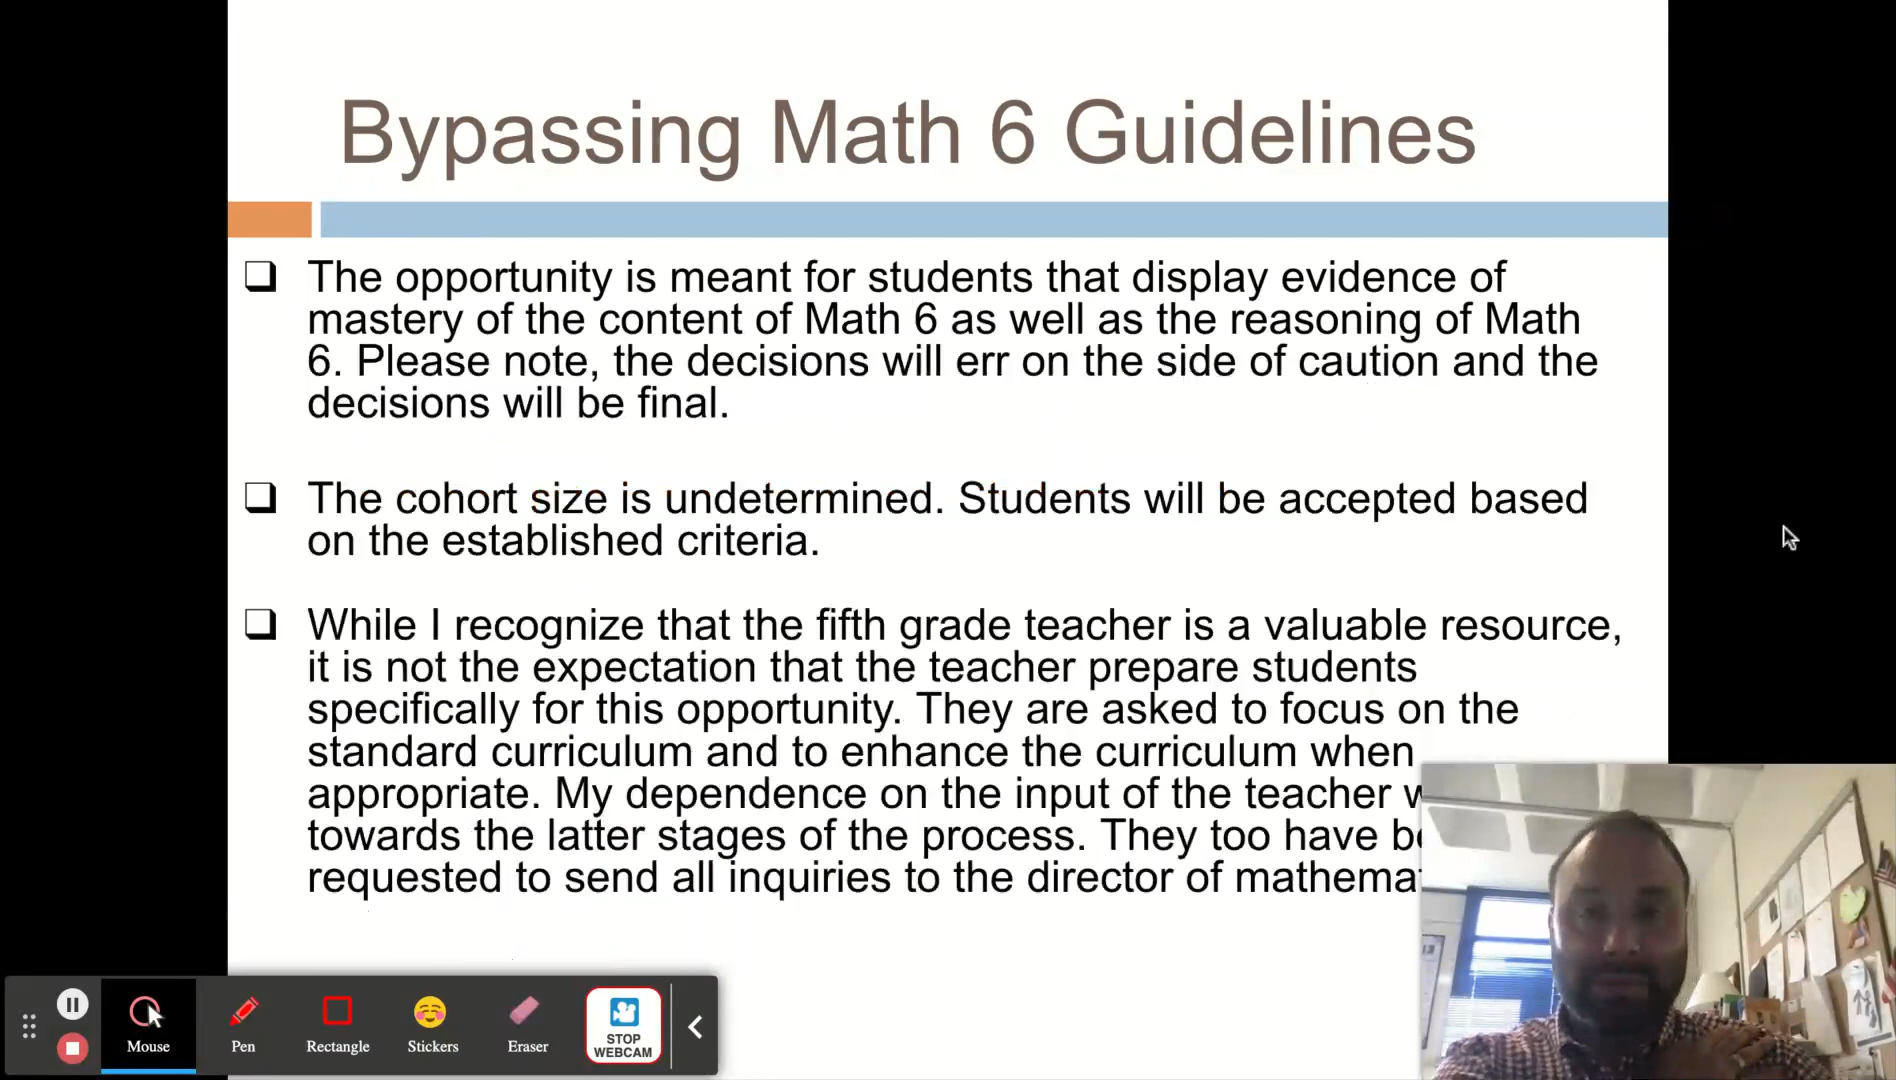 Bypassing Math 6 Guidelines
The opportunity is meant for students that display evidence of
mastery of the content of Math 6 as well as the reasoning of Math
6. Please note, the decisions will err on the side of caution and the
decisions will be final.
The cohort size is undetermined. Students will be accepted based
on the established criteria.
While I recognize that the fifth grade teacher is a valuable resource,
it is not the expectation that the teacher prepare students
specifically for this opportunity. They are asked to focus on the
standard curriculum and to enhance the curriculum when
appropriate. My dependence on the input of the teacher
towards the latter stages of the process. They too have
requested to send all inquiries to the director of
Mouse
Pen
Rectangle
Stickers
Eraser
STOP
WEBCAM